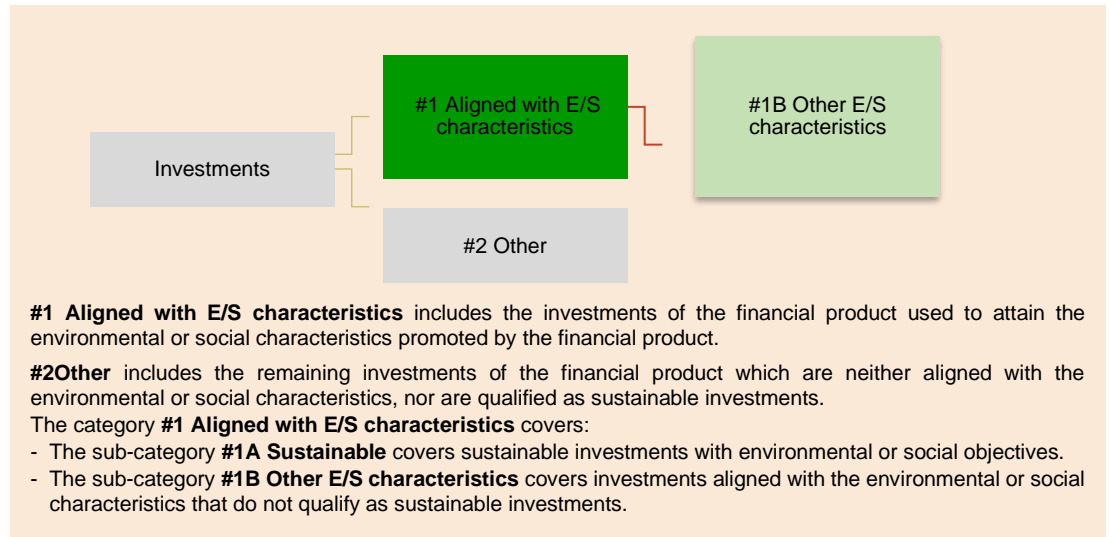 #1 Aligned with E/S
characteristics
#1B Other E/S
characteristics
Investments
#2 Other
#1 Aligned with E/S characteristics includes the investments of the financial product used to attain the
environmental or social characteristics promoted by the financial product.
#2Other includes the remaining investments of the financial product which are neither aligned with the
environmental or social characteristics, nor are qualified as sustainable investments.
The category #1 Aligned with E/S characteristics covers:
- The sub-category #1A Sustainable covers sustainable investments with environmental or social objectives.
- The sub-category #1B Other E/S characteristics covers investments aligned with the environmental or social
characteristics that do not qualify as sustainable investments.